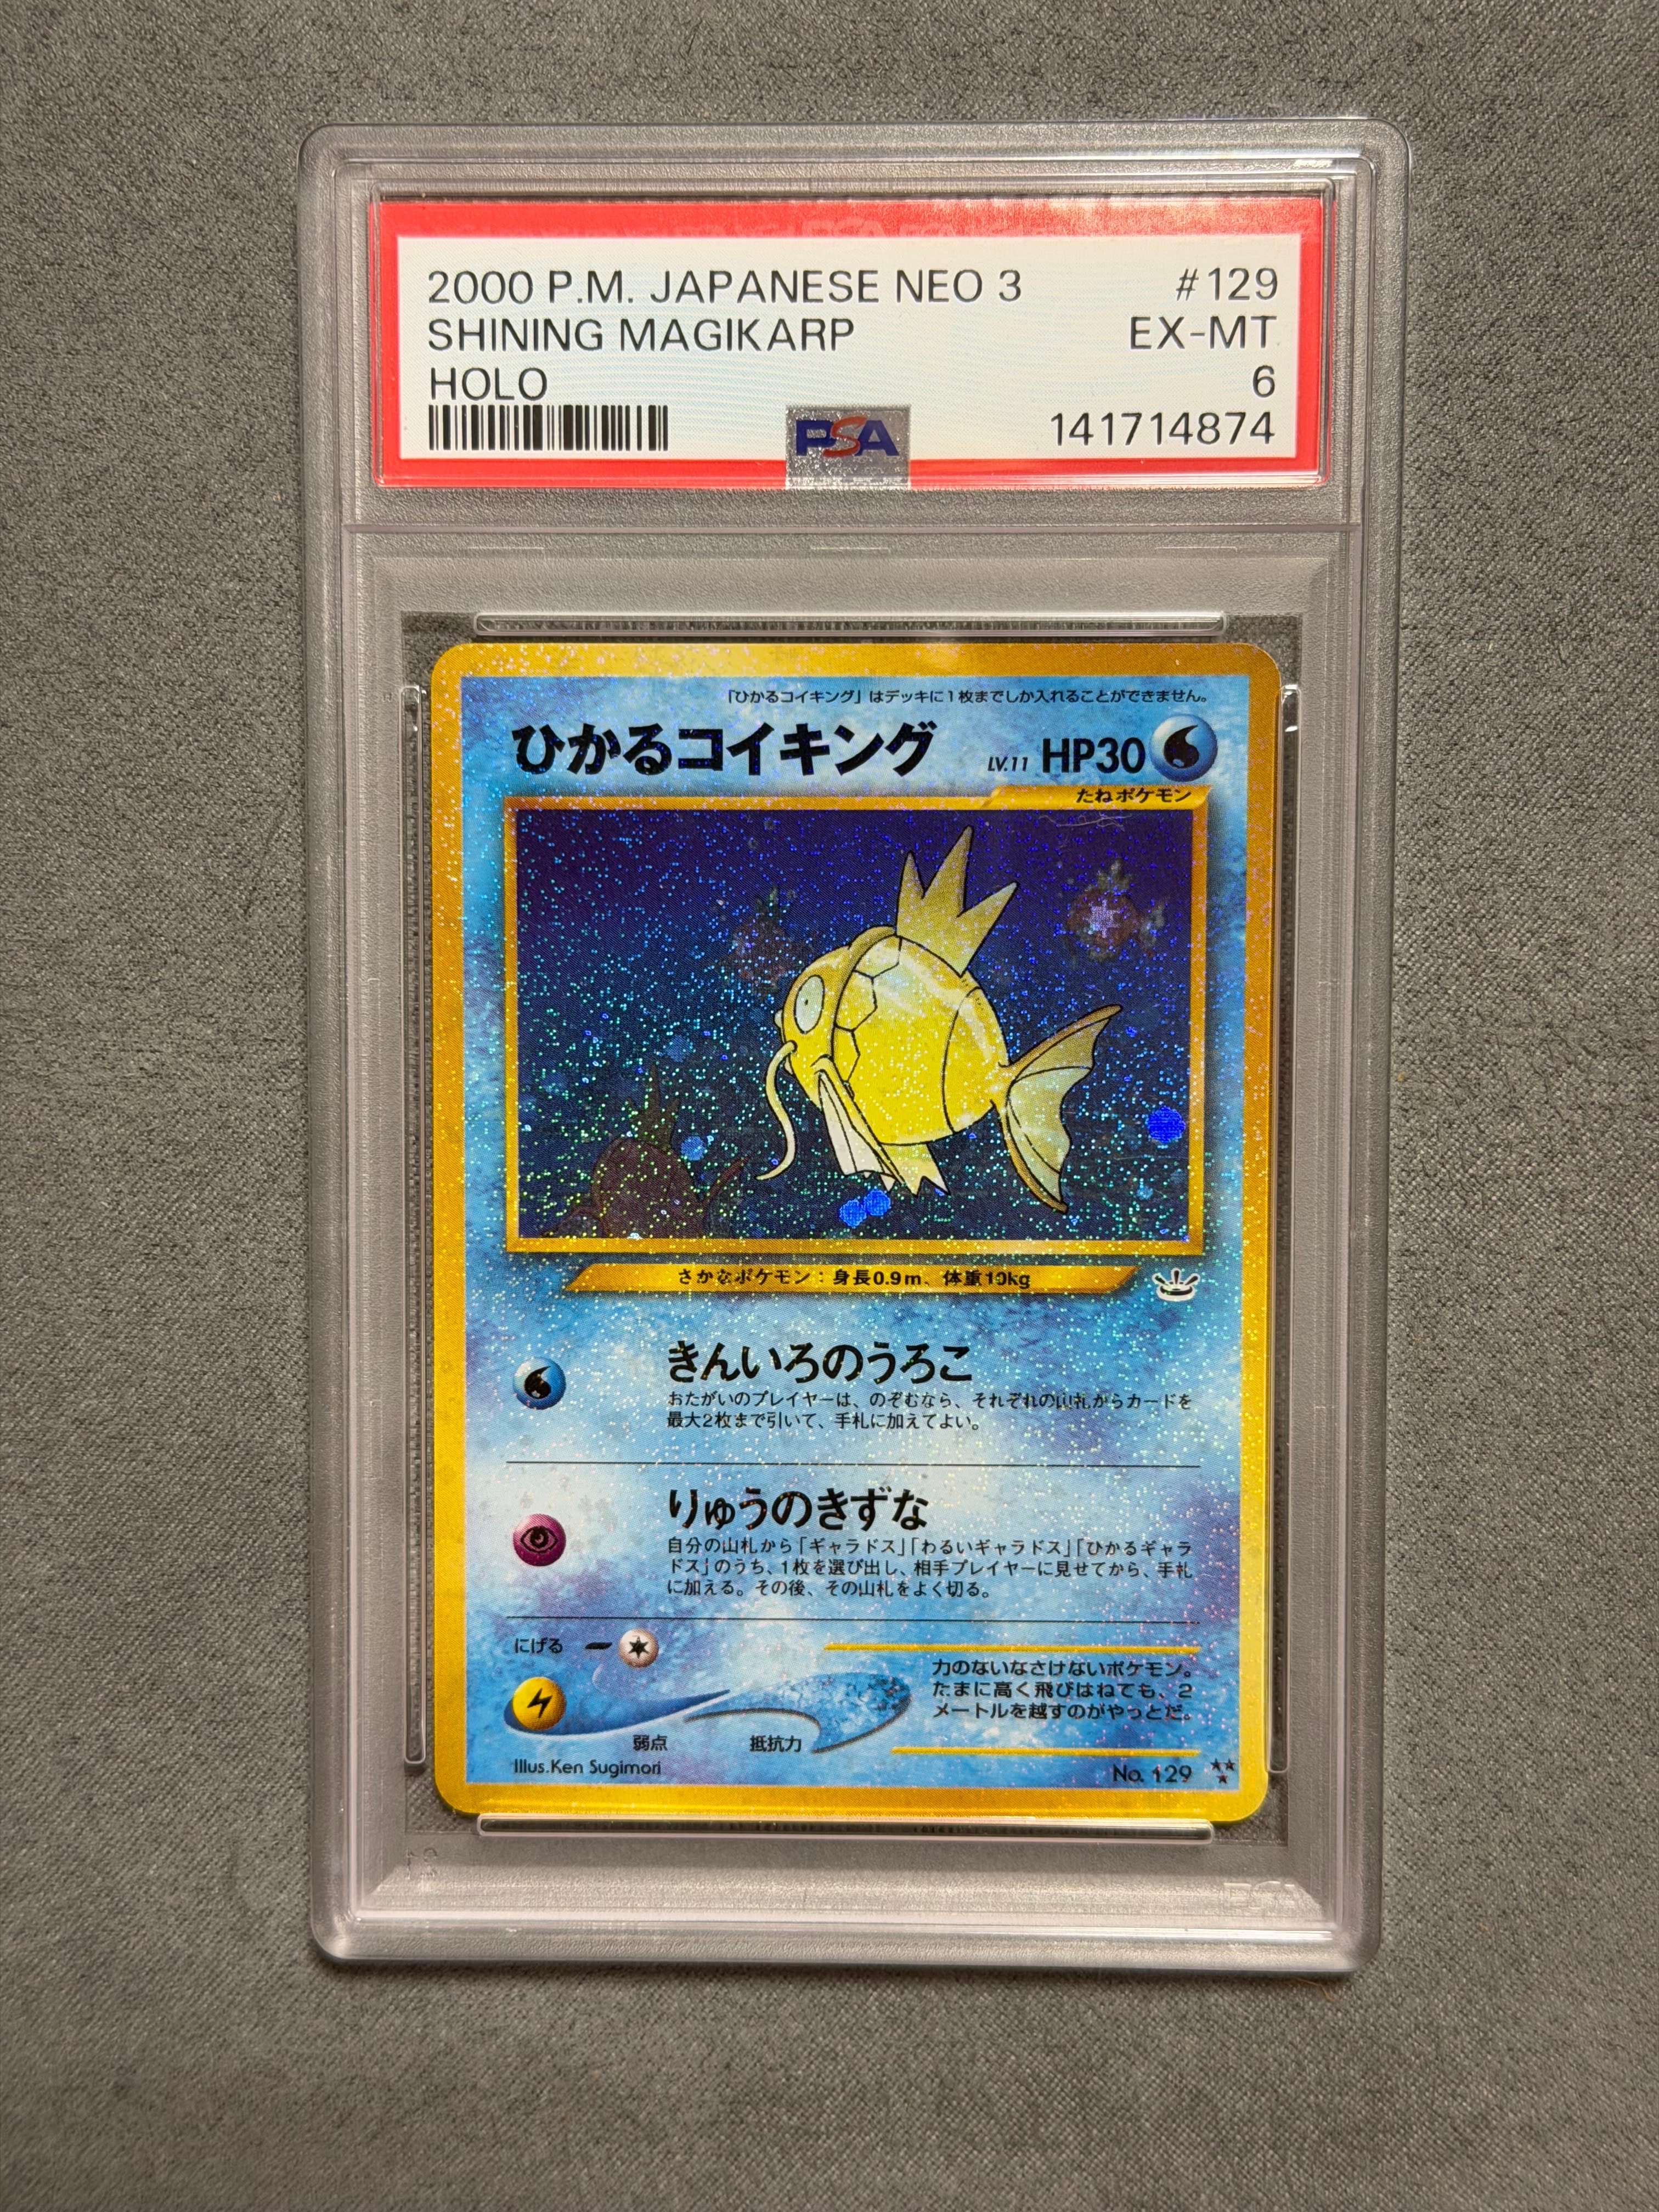 2000 P.M. JAPANESE NEO 3 #129
SHINING MAGIKARP EX-MT
HOLO 6
PSA 141714874
「ひかるコイキング」はデッキに1枚までしか入れることができません。
ひかるコイキング LV.11 HP30
たねポケモン
さかなポケモン:身長0.9m、体重10kg
きんいろのうろこ
おたがいのプレイヤーは、のぞむなら、それぞれの山札からカードを
最大2枚まで引いて、手札に加えてよい。
りゅうのきずな
自分の山札から「ギャラドス」「わるいギャラドス」「ひかるギャラ
ドス」のうち、1枚を選び出し、相手プレイヤーに見せてから、手札
に加える。その後、その山札をよく切る。
にげる
力のないなさけないポケモン。
たまに高く飛びはねても、2
メートルを越すのがやっとだ。
弱点 抵抗力
Illus.Ken Sugimori No. 129